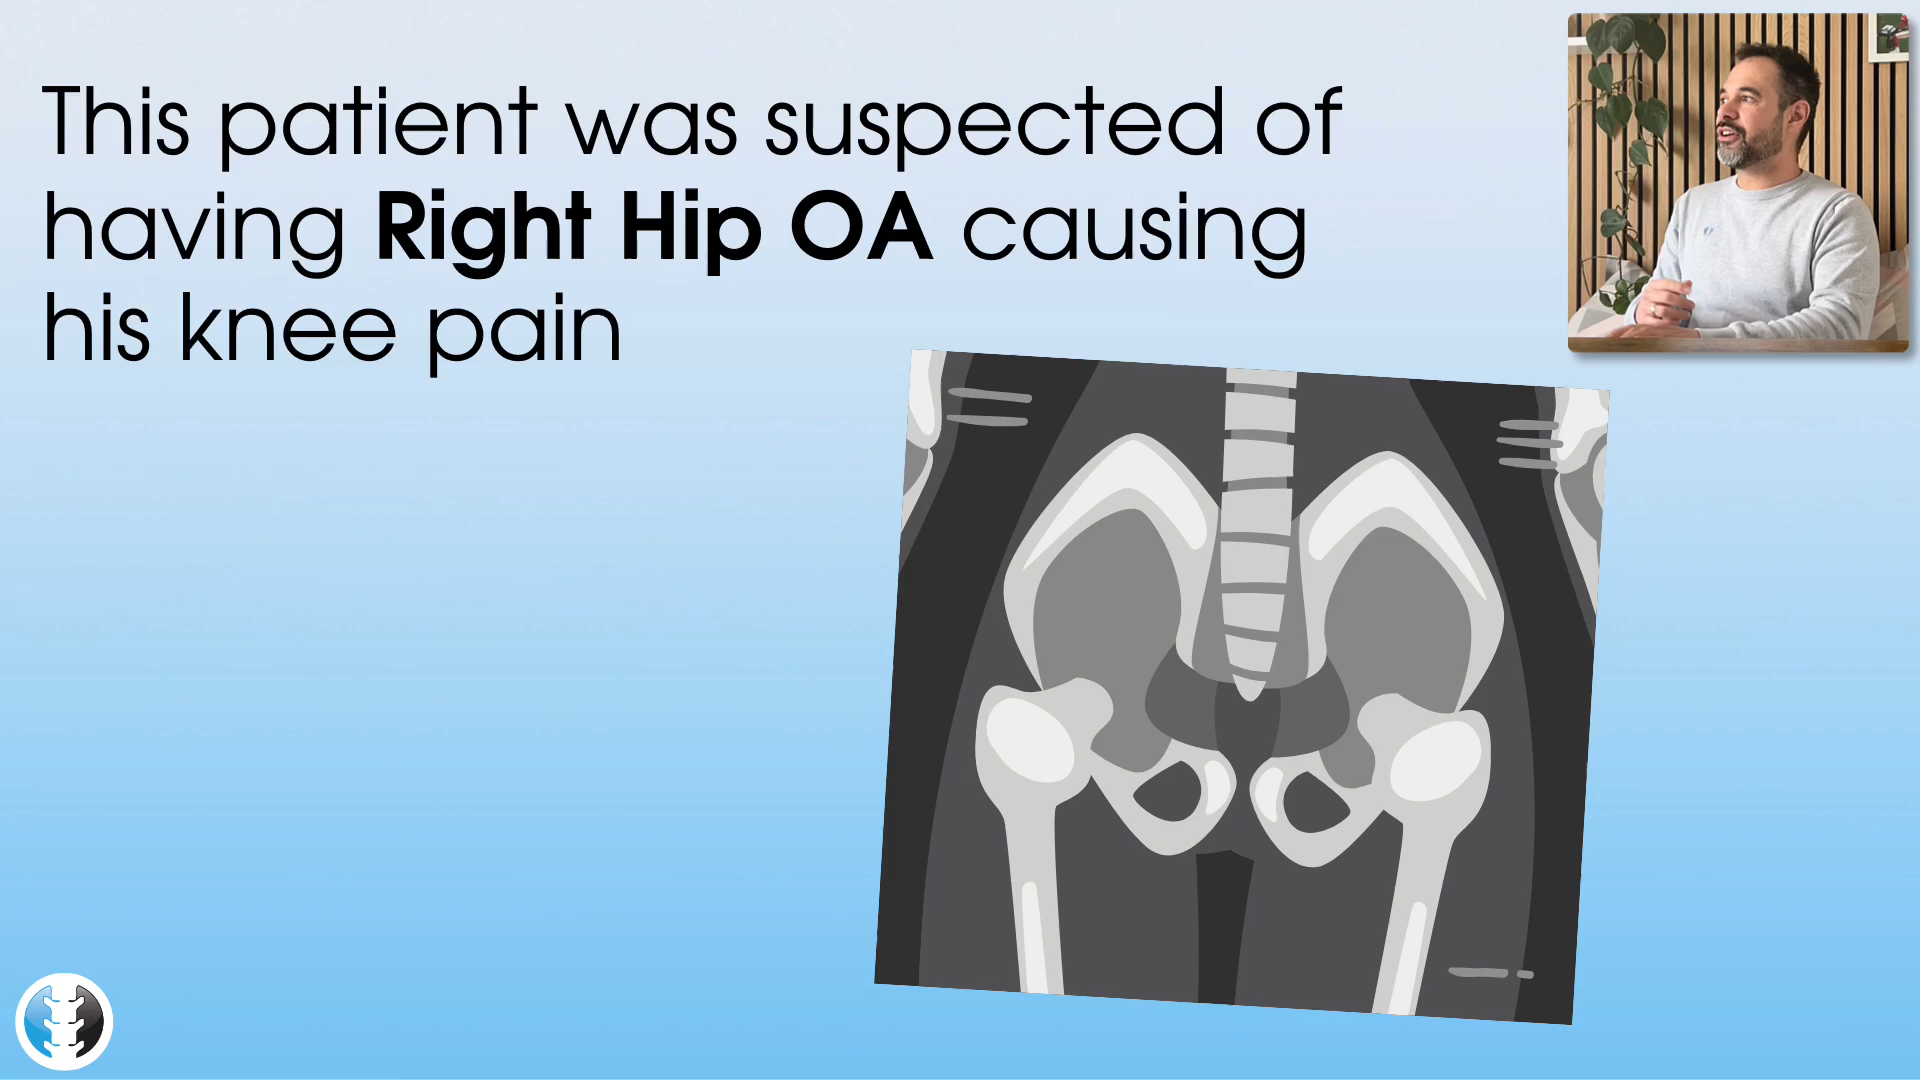 This patient was suspected of
having Right Hip OA causing
his knee pain